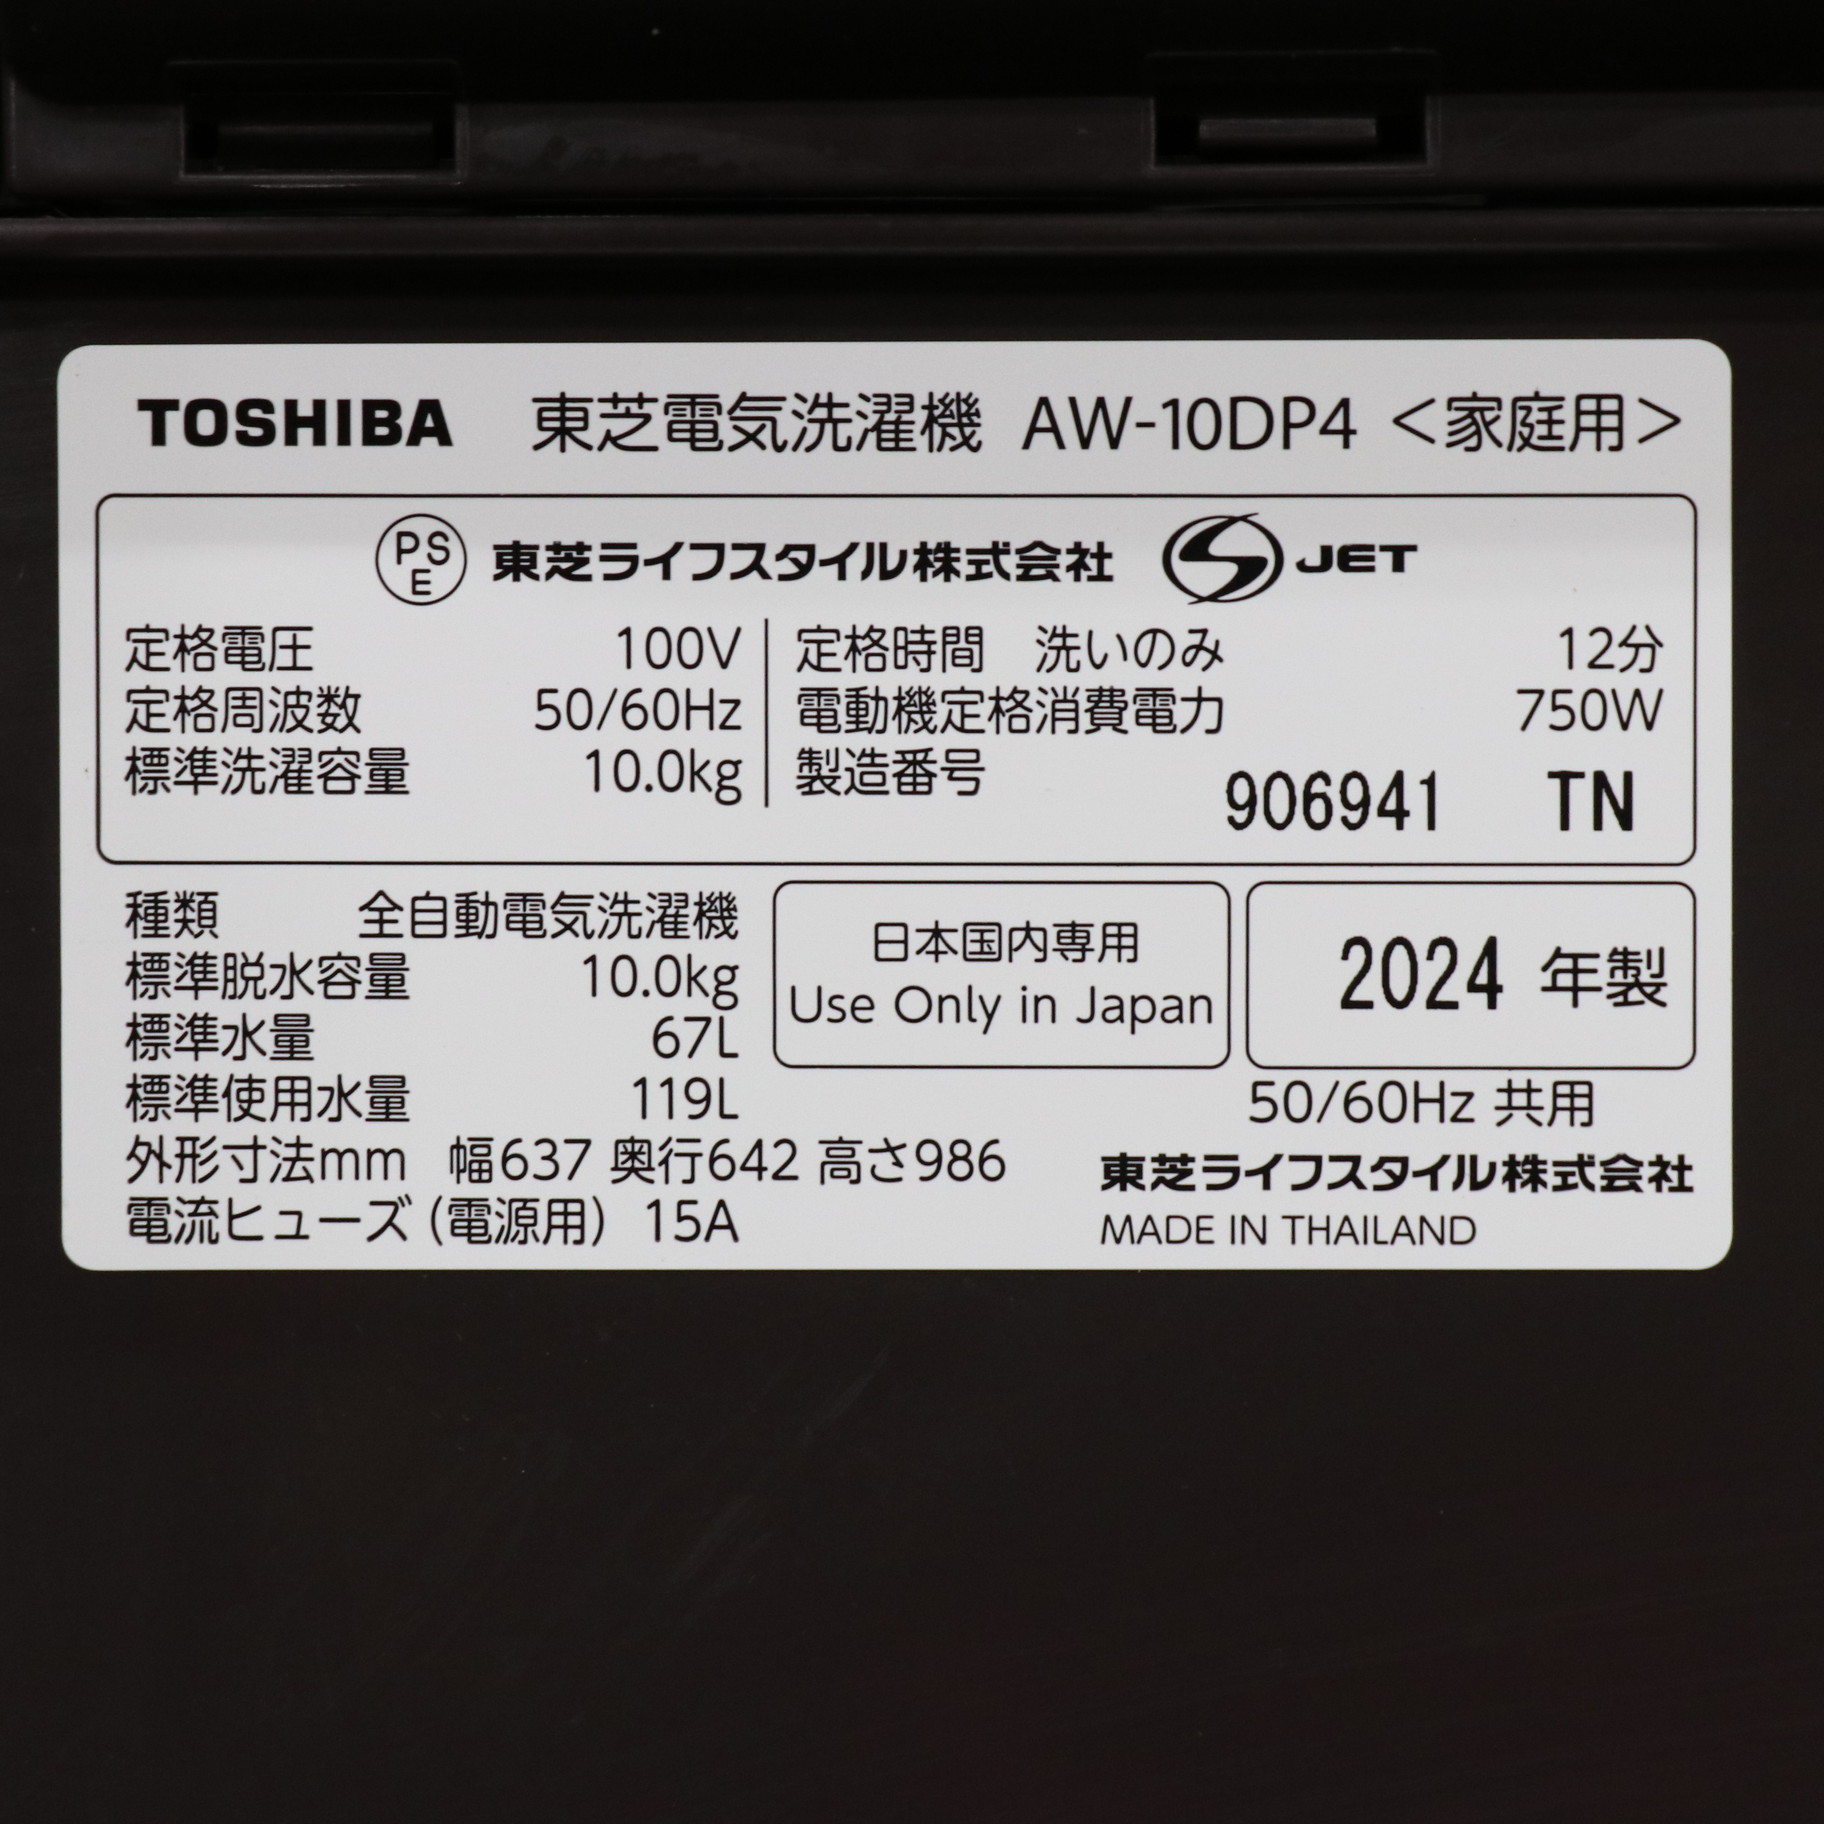 TOSHIBA 東芝電気洗濯機 AW-10DP4 <家庭用>
PSE 東芝ライフスタイル株式会社 S JET
定格電圧 100V
定格周波数 50/60Hz
標準洗濯容量 10.0kg
定格時間 洗いのみ 12分
電動機定格消費電力 750W
製造番号 906941 TN
種類 全自動電気洗濯機
標準脱水容量 10.0kg
標準水量 67L
標準使用水量 119L
外形寸法mm 幅637 奥行642 高さ986
電流ヒューズ(電源用) 15A
日本国内専用
Use Only in Japan
2024 年製
50/60Hz 共用
東芝ライフスタイル株式会社
MADE IN THAILAND